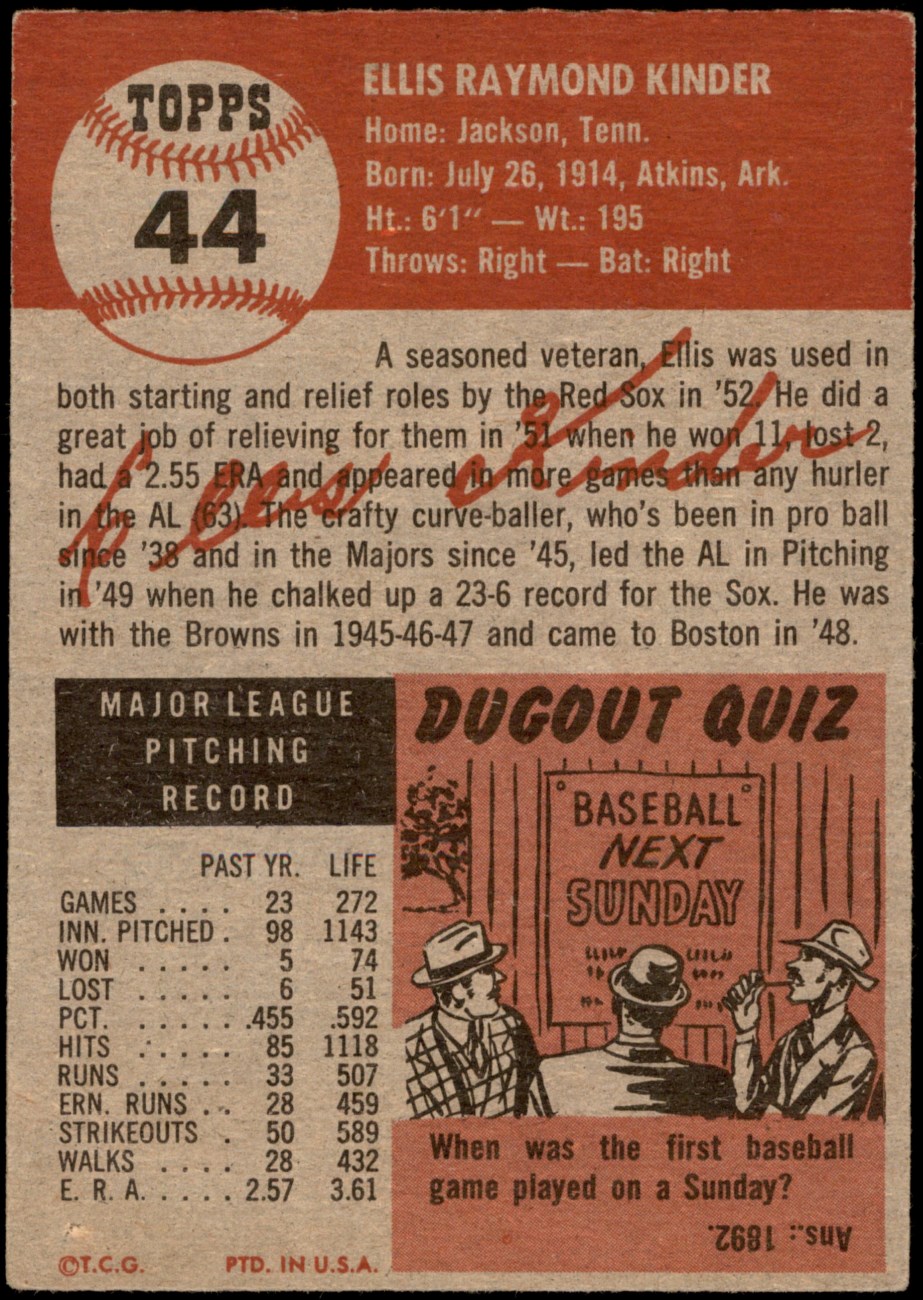 TOPPS
44
ELLIS RAYMOND KINDER
Home: Jackson, Tenn.
Born: July 26, 1914, Atkins, Ark.
Ht.: 6'1" — Wt.: 195
Throws: Right — Bat: Right
A seasoned veteran, Ellis was used in
both starting and relief roles by the Red Sox in '52. He did a
great job of relieving for them in '51 when he won 11, lost 2,
had a 2.55 ERA and appeared in more games than any hurler
in the AL (63). The crafty curve-baller, who's been in pro ball
since '38 and in the Majors since '45, led the AL in Pitching
in '49 when he chalked up a 23-6 record for the Sox. He was
with the Browns in 1945-46-47 and came to Boston in '48.
Ellis Kinder
MAJOR LEAGUE
PITCHING
RECORD
PAST YR. LIFE
GAMES .... 23 272
INN. PITCHED . 98 1143
WON ..... 5 74
LOST ..... 6 51
PCT. ..... .455 .592
HITS ..... 85 1118
RUNS ..... 33 507
ERN. RUNS .. 28 459
STRIKEOUTS . 50 589
WALKS .... 28 432
E. R. A. ..... 2.57 3.61
©T.C.G. PTD. IN U.S.A.
DUGOUT QUIZ
BASEBALL
NEXT
SUNDAY
When was the first baseball
game played on a Sunday?
Ans.: 1892.